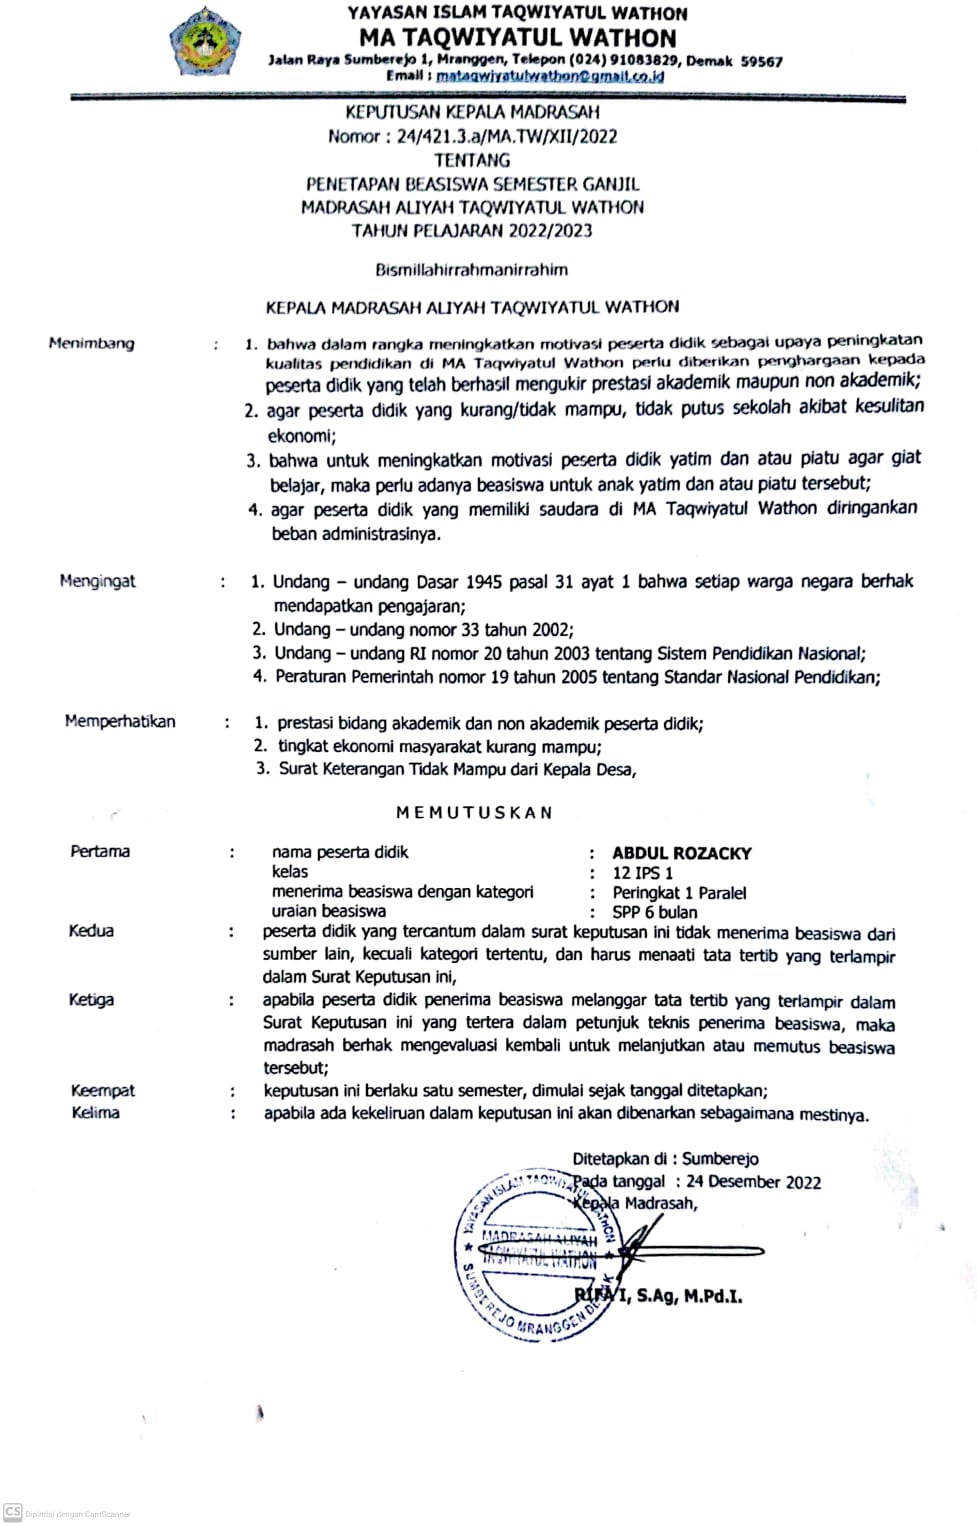 YAYASAN ISLAM TAQWIYATUL WATHON
MA TAQWIYATUL WATHON
Jalan Raya Sumberejo 1, Mranggen, Telepon (024) 91083829, Demak 59567
Email : mataqwiyatulwathon@gmail.co.id
KEPUTUSAN KEPALA MADRASAH
Nomor : 24/421.3.a/MA.TW/XII/2022
TENTANG
PENETAPAN BEASISWA SEMESTER GANJIL
MADRASAH ALIYAH TAQWIYATUL WATHON
TAHUN PELAJARAN 2022/2023
Bismillahirrahmanirrahim
KEPALA MADRASAH ALIYAH TAQWIYATUL WATHON
Menimbang : 1. bahwa dalam rangka meningkatkan motivasi peserta didik sebagai upaya peningkatan
kualitas pendidikan di MA Taqwiyatul Wathon perlu diberikan penghargaan kepada
peserta didik yang telah berhasil mengukir prestasi akademik maupun non akademik;
2. agar peserta didik yang kurang/tidak mampu, tidak putus sekolah akibat kesulitan
ekonomi;
3. bahwa untuk meningkatkan motivasi peserta didik yatim dan atau piatu agar giat
belajar, maka perlu adanya beasiswa untuk anak yatim dan atau piatu tersebut;
4. agar peserta didik yang memiliki saudara di MA Taqwiyatul Wathon diringankan
beban administrasinya.
Mengingat : 1. Undang – undang Dasar 1945 pasal 31 ayat 1 bahwa setiap warga negara berhak
mendapatkan pengajaran;
2. Undang – undang nomor 33 tahun 2002;
3. Undang – undang RI nomor 20 tahun 2003 tentang Sistem Pendidikan Nasional;
4. Peraturan Pemerintah nomor 19 tahun 2005 tentang Standar Nasional Pendidikan;
Memperhatikan : 1. prestasi bidang akademik dan non akademik peserta didik;
2. tingkat ekonomi masyarakat kurang mampu;
3. Surat Keterangan Tidak Mampu dari Kepala Desa,
M E M U T U S K A N
Pertama : nama peserta didik : ABDUL ROZACKY
kelas : 12 IPS 1
menerima beasiswa dengan kategori : Peringkat 1 Paralel
uraian beasiswa : SPP 6 bulan
Kedua : peserta didik yang tercantum dalam surat keputusan ini tidak menerima beasiswa dari
sumber lain, kecuali kategori tertentu, dan harus menaati tata tertib yang terlampir
dalam Surat Keputusan ini,
Ketiga : apabila peserta didik penerima beasiswa melanggar tata tertib yang terlampir dalam
Surat Keputusan ini yang tertera dalam petunjuk teknis penerima beasiswa, maka
madrasah berhak mengevaluasi kembali untuk melanjutkan atau memutus beasiswa
tersebut;
Keempat : keputusan ini berlaku satu semester, dimulai sejak tanggal ditetapkan;
Kelima : apabila ada kekeliruan dalam keputusan ini akan dibenarkan sebagaimana mestinya.
Ditetapkan di : Sumberejo
Pada tanggal : 24 Desember 2022
Kepala Madrasah,
YAYASAN ISLAM TAQWIYATUL WATHON
MADRASAH ALIYAH
TAQWIYATUL WATHON
SUMBEREJO MRANGGEN DEMAK
RIFA'I, S.Ag, M.Pd.I.
CS Dipindai dengan CamScanner